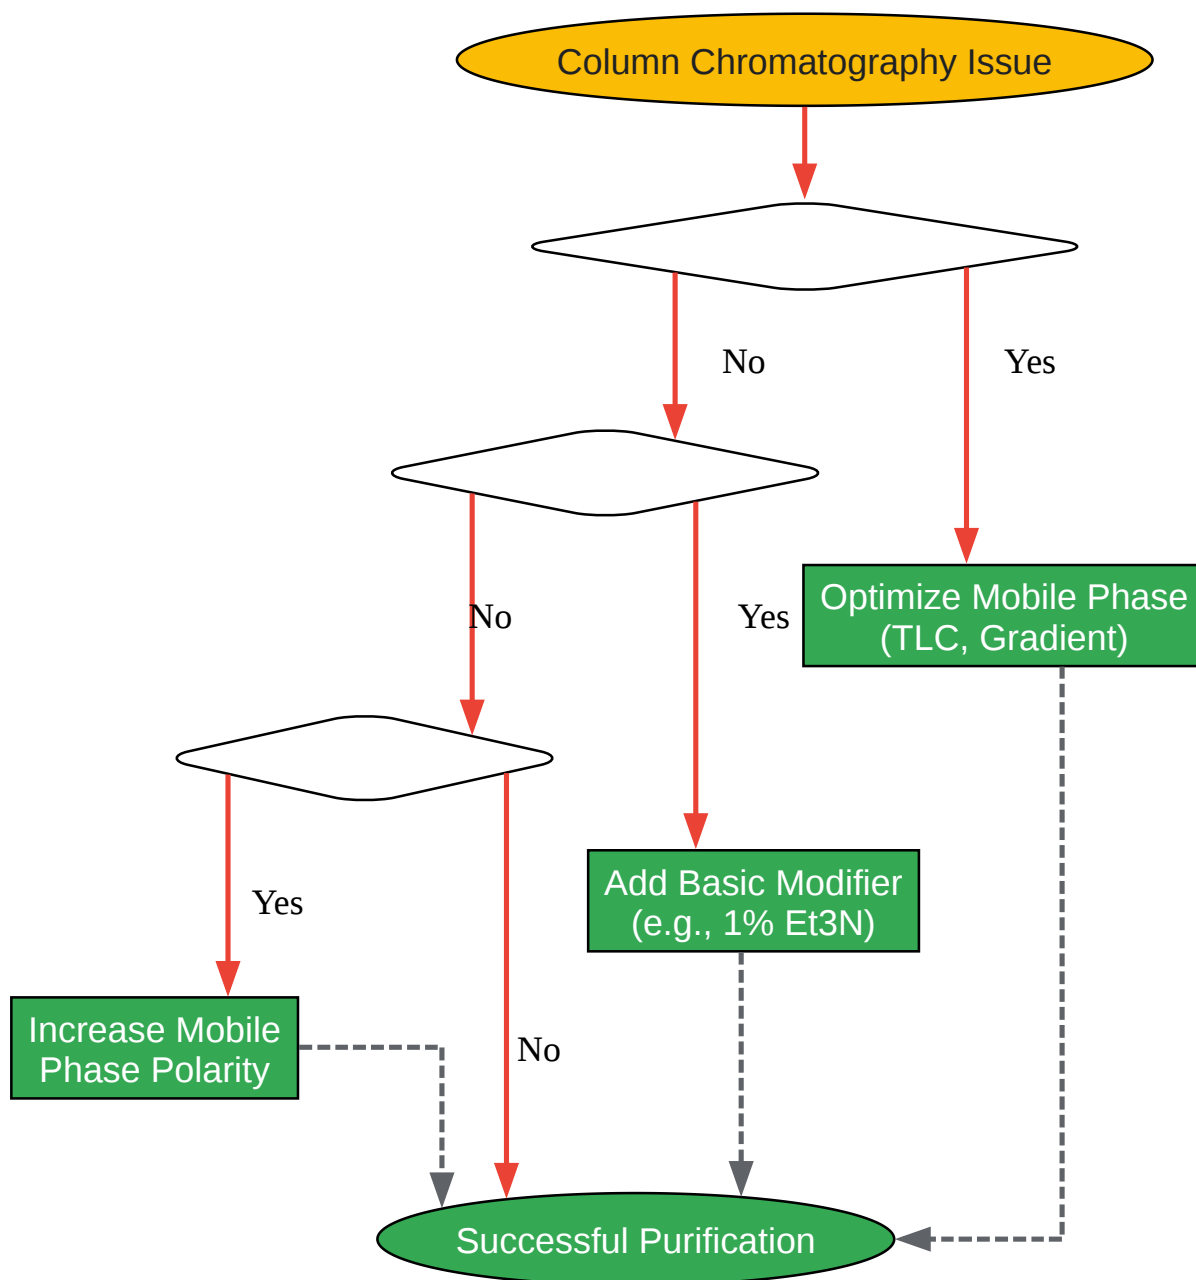 Column Chromatography Issue
No
Yes
No
Yes
Optimize Mobile Phase
(TLC, Gradient)
Yes
Add Basic Modifier
(e.g., 1% Et3N)
Increase Mobile
Phase Polarity
No
Successful Purification